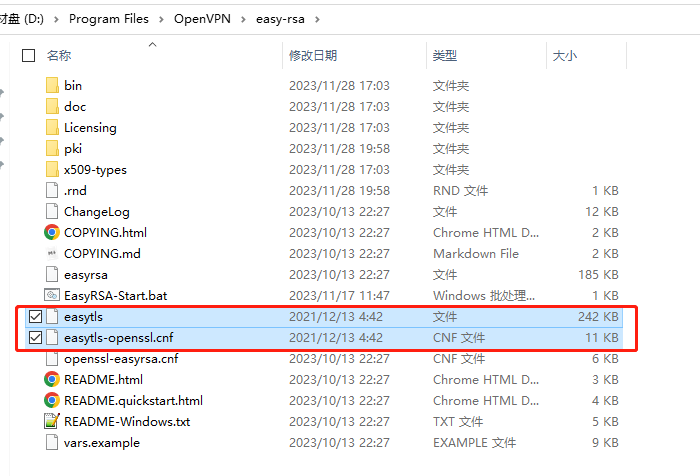 材盘 (D:) › Program Files › OpenVPN › easy-rsa ›
名称 修改日期 类型 大小
bin 2023/11/28 17:03 文件夹
doc 2023/11/28 17:03 文件夹
Licensing 2023/11/28 17:03 文件夹
pki 2023/11/28 19:58 文件夹
x509-types 2023/11/28 17:03 文件夹
.rnd 2023/11/28 19:58 RND 文件 1 KB
ChangeLog 2023/10/13 22:27 文件 12 KB
COPYING.html 2023/10/13 22:27 Chrome HTML D... 2 KB
COPYING.md 2023/10/13 22:27 Markdown File 2 KB
easyrsa 2023/10/13 22:27 文件 185 KB
EasyRSA-Start.bat 2023/11/17 11:47 Windows 批处理... 1 KB
easytls 2021/12/13 4:42 文件 242 KB
easytls-openssl.cnf 2021/12/13 4:42 CNF 文件 11 KB
openssl-easyrsa.cnf 2023/10/13 22:27 CNF 文件 6 KB
README.html 2023/10/13 22:27 Chrome HTML D... 3 KB
README.quickstart.html 2023/10/13 22:27 Chrome HTML D... 4 KB
README-Windows.txt 2023/10/13 22:27 TXT 文件 5 KB
vars.example 2023/10/13 22:27 EXAMPLE 文件 9 KB